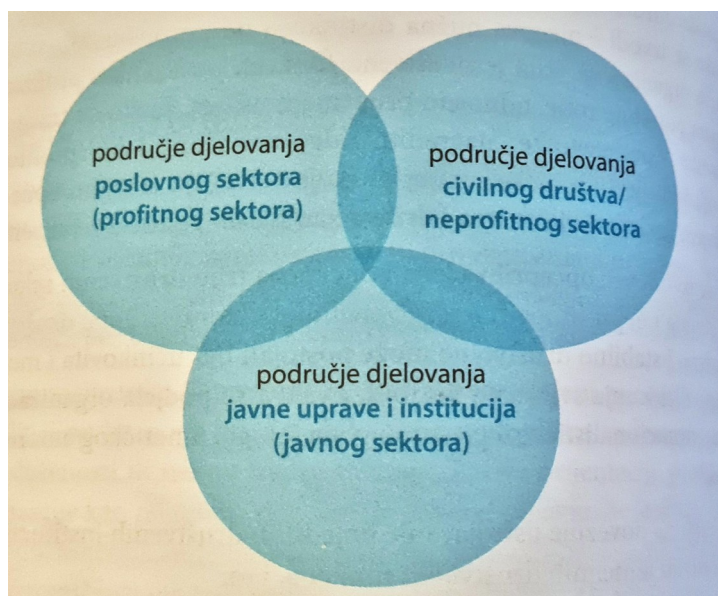 područje djelovanja
poslovnog sektora
(profitnog sektora)
područje djelovanja
civilnog društva/
neprofitnog sektora
područje djelovanja
javne uprave i institucija
(javnog sektora)